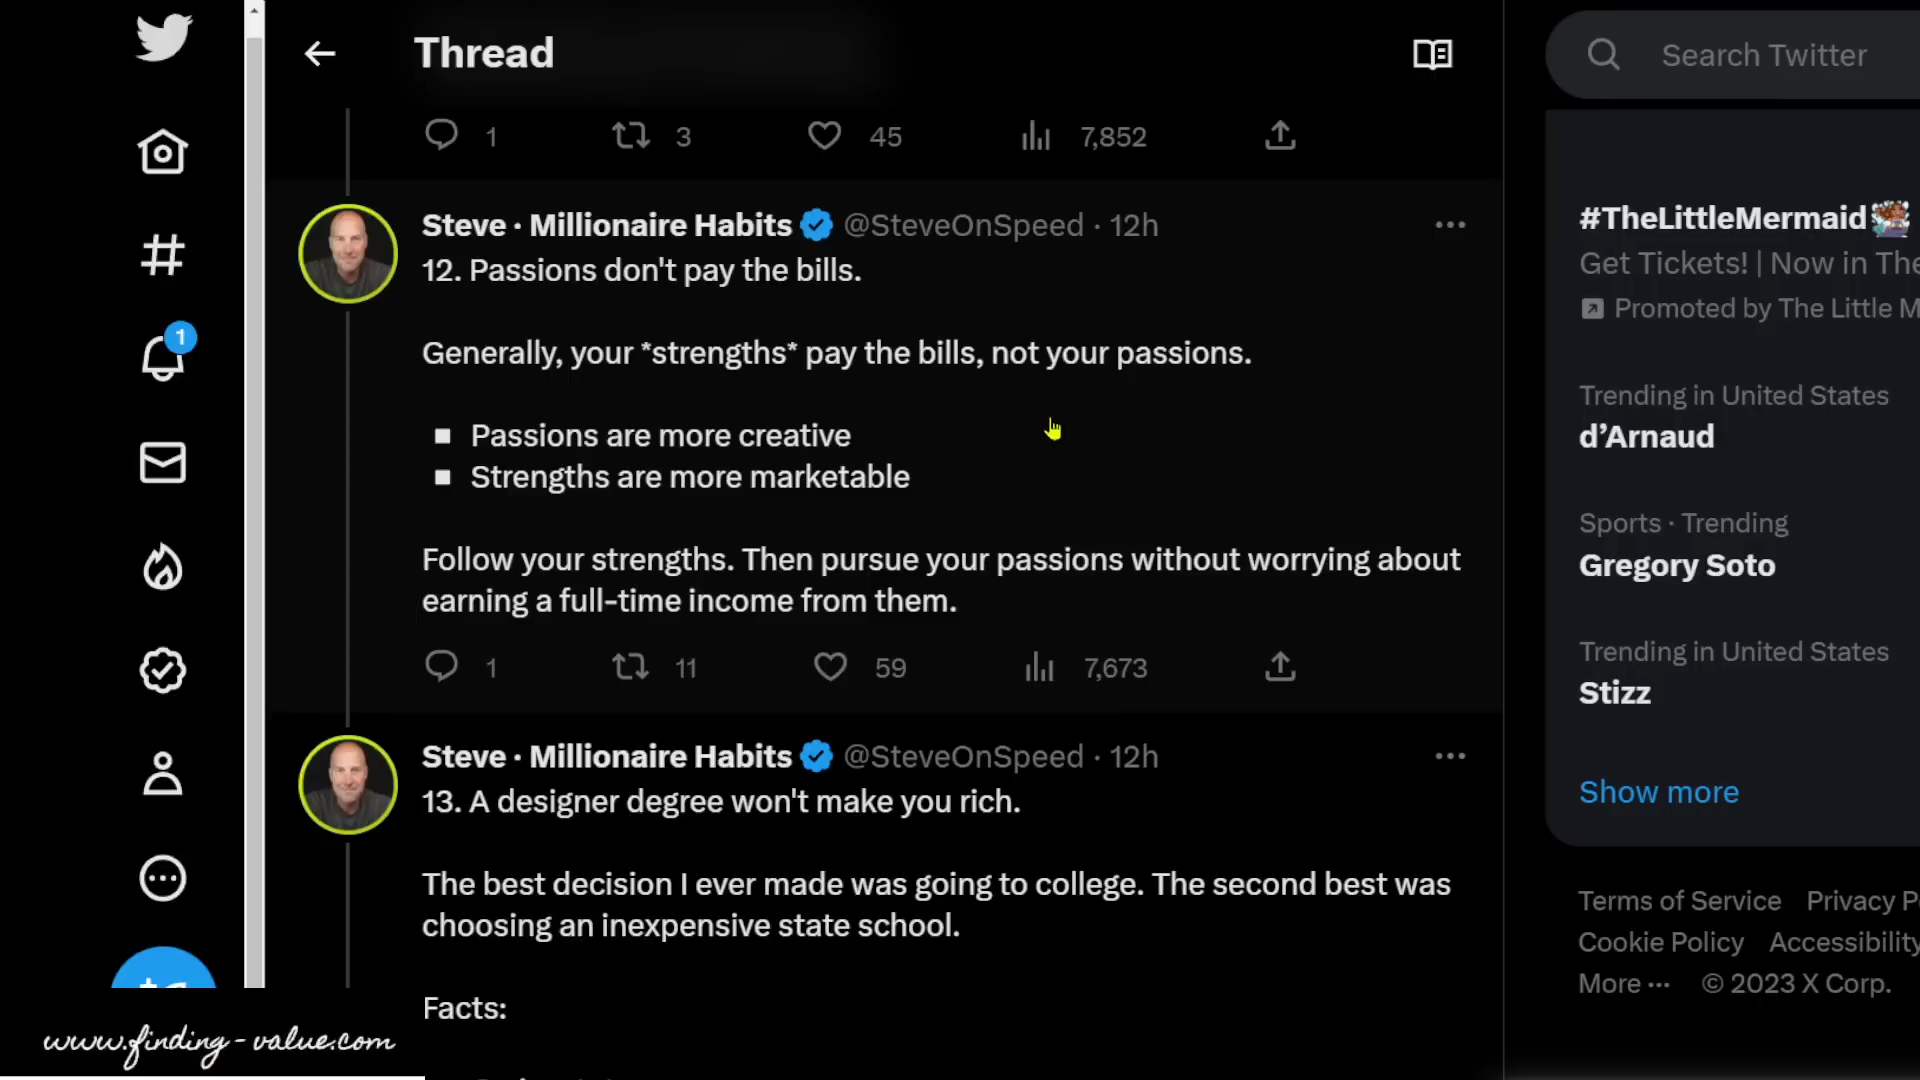 Thread
Search Twitter
1 3 45 7,852
Steve · Millionaire Habits @SteveOnSpeed · 12h
12. Passions don't pay the bills.
Generally, your *strengths* pay the bills, not your passions.
■ Passions are more creative
■ Strengths are more marketable
Follow your strengths. Then pursue your passions without worrying about
earning a full-time income from them.
1 11 59 7,673
Steve · Millionaire Habits @SteveOnSpeed · 12h
13. A designer degree won't make you rich.
The best decision I ever made was going to college. The second best was
choosing an inexpensive state school.
Facts:
1
#TheLittleMermaid
Get Tickets! | Now in The
Promoted by The Little M
Trending in United States
d'Arnaud
Sports · Trending
Gregory Soto
Trending in United States
Stizz
Show more
Terms of Service Privacy P
Cookie Policy Accessibility
More ··· © 2023 X Corp.
www.finding-value.com